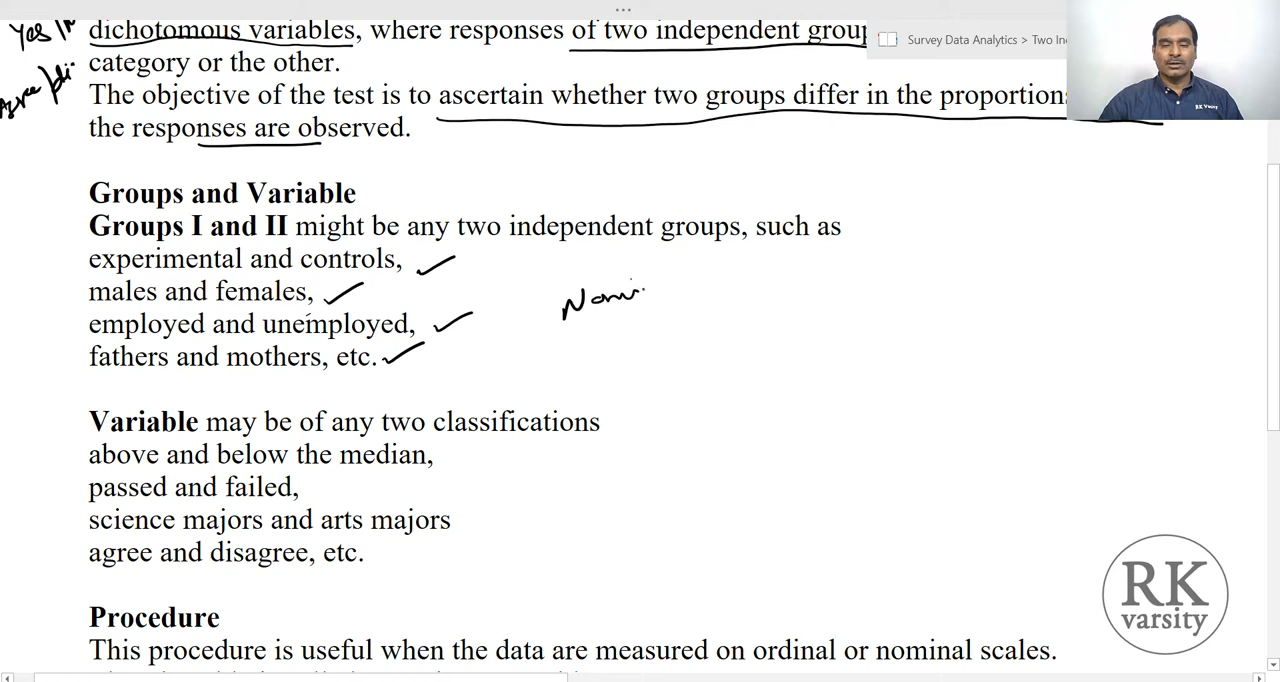 Yes
dichotomous variables, where responses of two independent group
Survey Data Analytics > Two In
category or the other.
Agree
The objective of the test is to ascertain whether two groups differ in the proportion
RK Varsity
the responses are observed.
Groups and Variable
Groups I and II might be any two independent groups, such as
experimental and controls,
males and females,
Nomi
employed and unemployed,
fathers and mothers, etc.
Variable may be of any two classifications
above and below the median,
passed and failed,
science majors and arts majors
agree and disagree, etc.
RK
varsity
Procedure
This procedure is useful when the data are measured on ordinal or nominal scales.